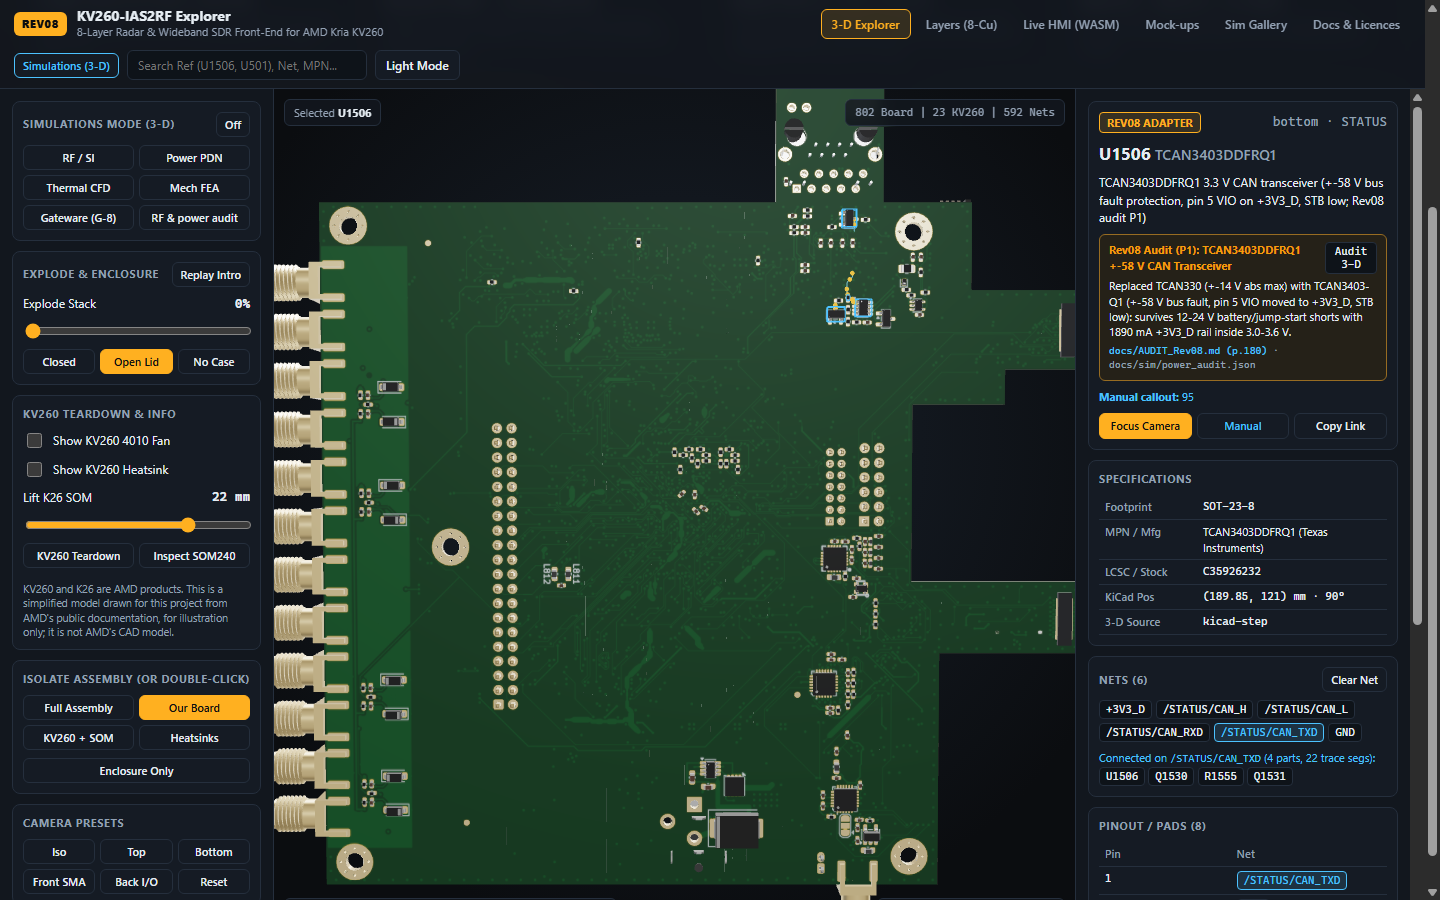 REV08
KV260-IAS2RF Explorer
8-Layer Radar & Wideband SDR Front-End for AMD Kria KV260
3-D Explorer
Layers (8-Cu)
Live HMI (WASM)
Mock-ups
Sim Gallery
Docs & Licences
Simulations (3-D)
Search Ref (U1506, U501), Net, MPN...
Light Mode
SIMULATIONS MODE (3-D)
Off
RF / SI
Power PDN
Thermal CFD
Mech FEA
Gateware (G-8)
RF & power audit
EXPLODE & ENCLOSURE
Replay Intro
Explode Stack
0%
Closed
Open Lid
No Case
KV260 TEARDOWN & INFO
Show KV260 4010 Fan
Show KV260 Heatsink
Lift K26 SOM
22 mm
KV260 Teardown
Inspect SOM240
KV260 and K26 are AMD products. This is a
simplified model drawn for this project from
AMD's public documentation, for illustration
only; it is not AMD's CAD model.
ISOLATE ASSEMBLY (OR DOUBLE-CLICK)
Full Assembly
Our Board
KV260 + SOM
Heatsinks
Enclosure Only
CAMERA PRESETS
Iso
Top
Bottom
Front SMA
Back I/O
Reset
Selected U1506
802 Board | 23 KV260 | 592 Nets
L812
L811
REV08 ADAPTER
bottom · STATUS
U1506 TCAN3403DDFRQ1
TCAN3403DDFRQ1 3.3 V CAN transceiver (+-58 V bus
fault protection, pin 5 VIO on +3V3_D, STB low; Rev08
audit P1)
Rev08 Audit (P1): TCAN3403DDFRQ1
+-58 V CAN Transceiver
Audit
3-D
Replaced TCAN330 (+-14 V abs max) with TCAN3403-
Q1 (+-58 V bus fault, pin 5 VIO moved to +3V3_D, STB
low): survives 12-24 V battery/jump-start shorts with
1890 mA +3V3_D rail inside 3.0-3.6 V.
docs/AUDIT_Rev08.md (p.180) ·
docs/sim/power_audit.json
Manual callout: 95
Focus Camera
Manual
Copy Link
SPECIFICATIONS
Footprint
SOT-23-8
MPN / Mfg
TCAN3403DDFRQ1 (Texas
Instruments)
LCSC / Stock
C35926232
KiCad Pos
(189.85, 121) mm · 90°
3-D Source
kicad-step
NETS (6)
Clear Net
+3V3_D
/STATUS/CAN_H
/STATUS/CAN_L
/STATUS/CAN_RXD
/STATUS/CAN_TXD
GND
Connected on /STATUS/CAN_TXD (4 parts, 22 trace segs):
U1506
Q1530
R1555
Q1531
PINOUT / PADS (8)
Pin
Net
1
/STATUS/CAN_TXD